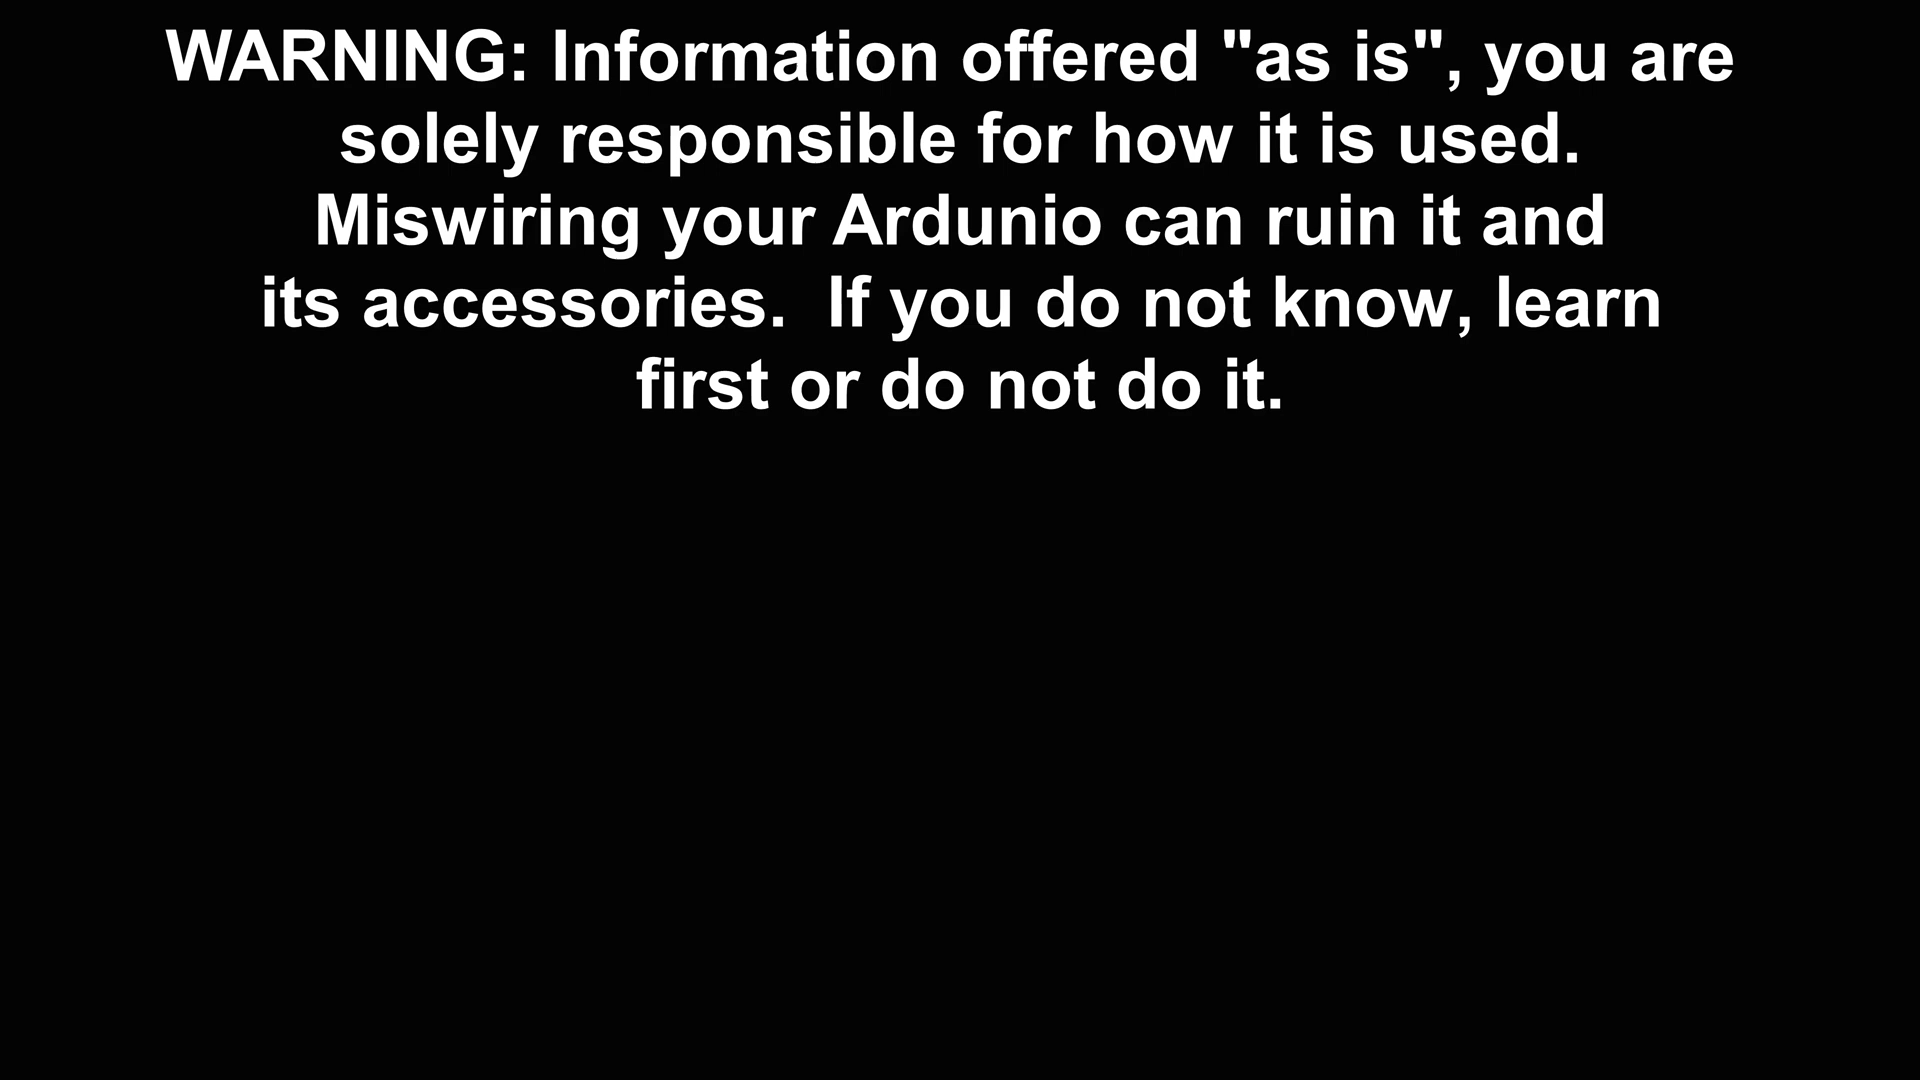 WARNING: Information offered "as is", you are
solely responsible for how it is used.
Miswiring your Ardunio can ruin it and
its accessories.  If you do not know, learn
first or do not do it.